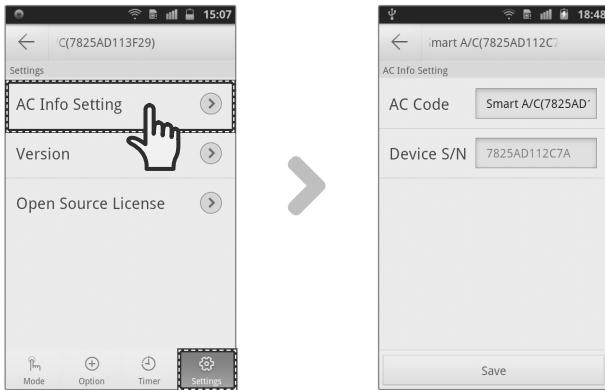 15:07
C(7825AD113F29)
Settings
AC Info Setting
Version
Open Source License
Mode Option Timer Settings
18:48
mart A/C(7825AD112C7
AC Info Setting
AC Code Smart A/C(7825AD
Device S/N 7825AD112C7A
Save